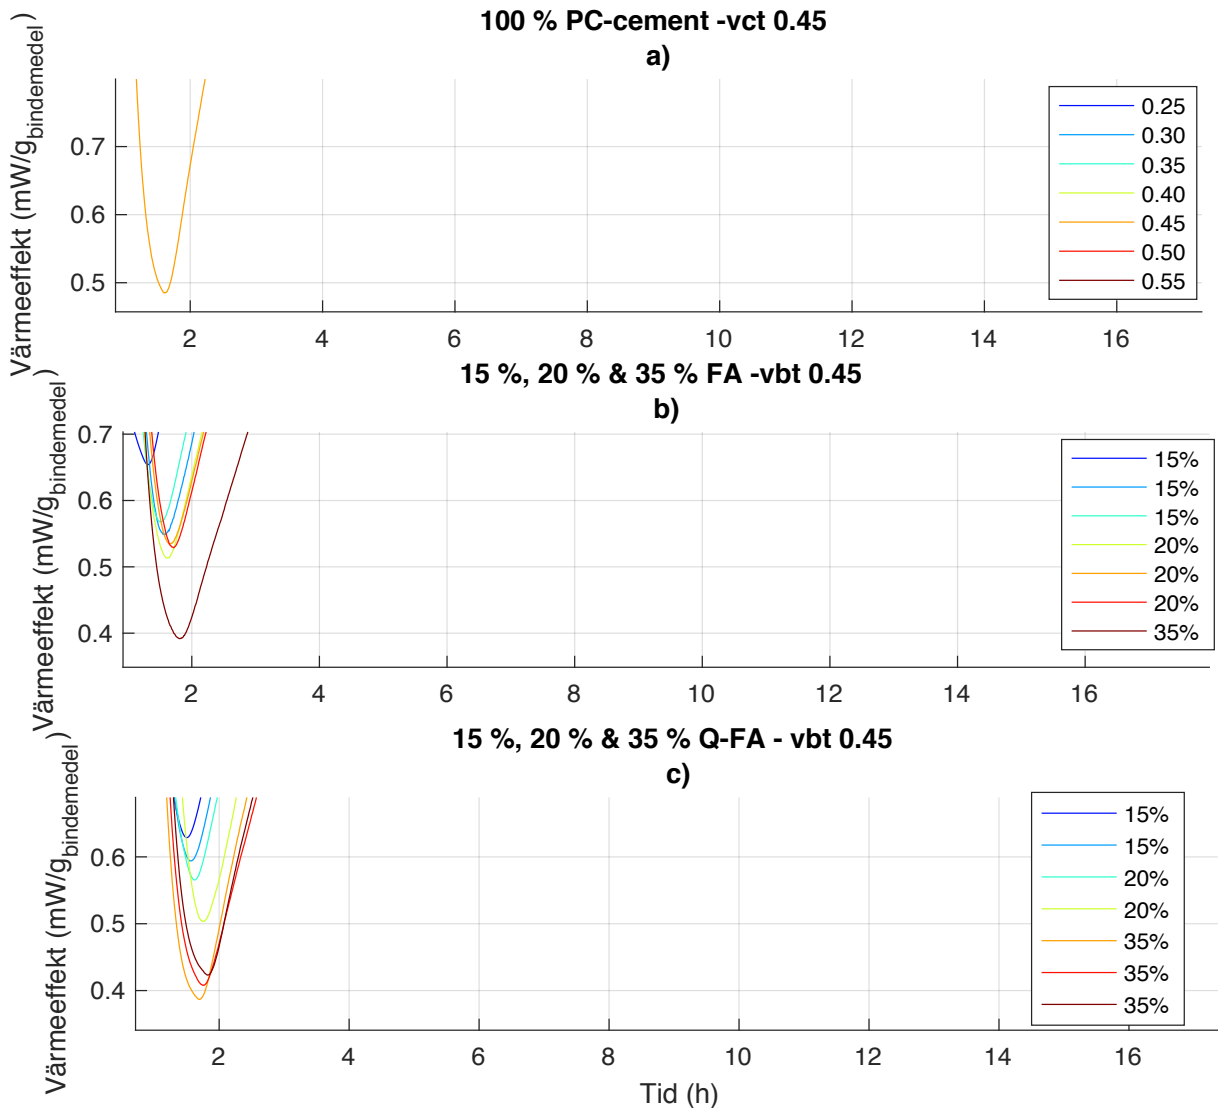 100 % PC-cement -vct 0.45
a)
Värmeeffekt (mW/g_bindemedel)
0.7
0.6
0.5
2 4 6 8 10 12 14 16
0.25
0.30
0.35
0.40
0.45
0.50
0.55
15 %, 20 % & 35 % FA -vbt 0.45
b)
Värmeeffekt (mW/g_bindemedel)
0.7
0.6
0.5
0.4
2 4 6 8 10 12 14 16
15%
15%
15%
20%
20%
20%
35%
15 %, 20 % & 35 % Q-FA - vbt 0.45
c)
Värmeeffekt (mW/g_bindemedel)
0.6
0.5
0.4
2 4 6 8 10 12 14 16
Tid (h)
15%
15%
20%
20%
35%
35%
35%